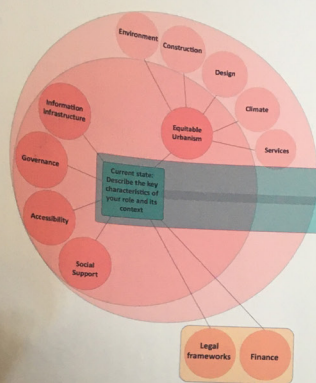 Environment
Construction
Design
Climate
Services
Equitable
Urbanism
Information
Infrastructure
Governance
Accessibility
Social
Support
Current state:
Describe the key
characteristics of
your role and its
context
Legal
frameworks
Finance